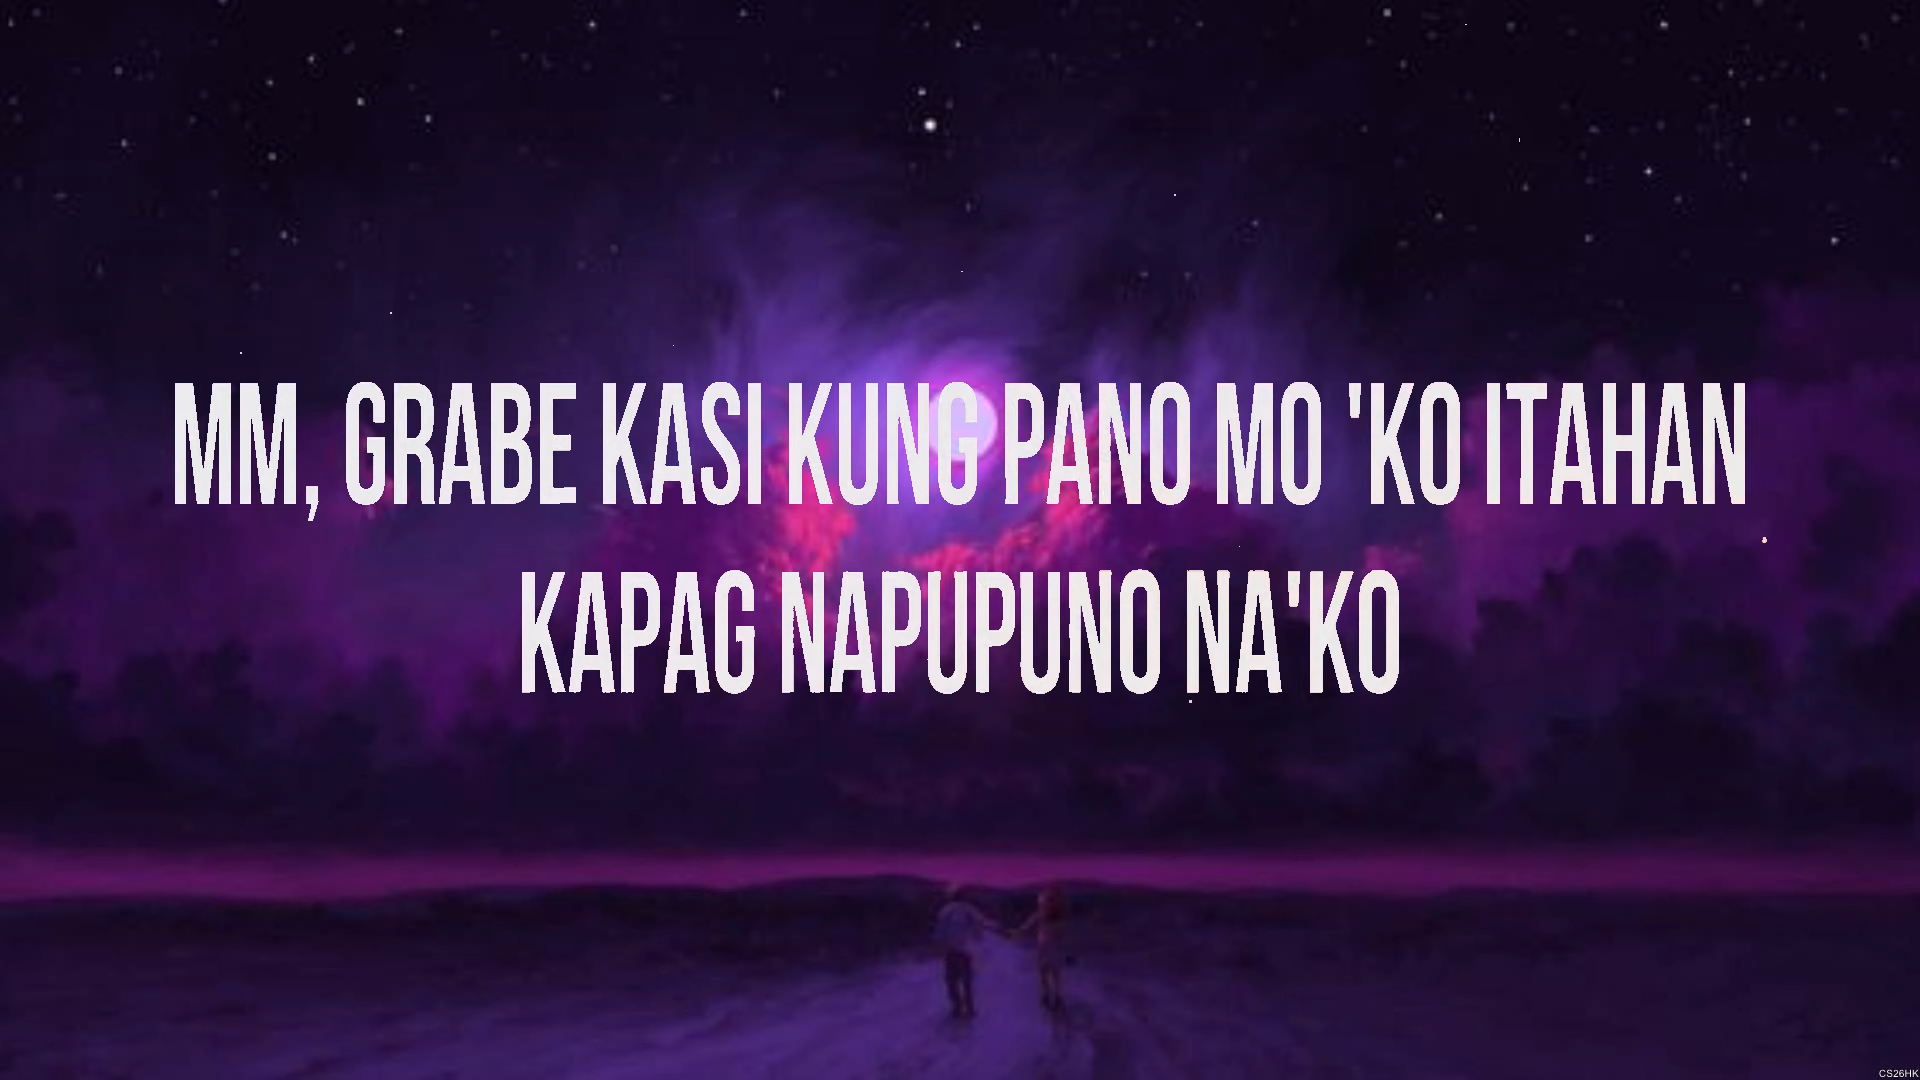 MM, GRABE KASI KUNG PANO MO 'KO ITAHAN
KAPAG NAPUPUNO NA'KO
CS26HK